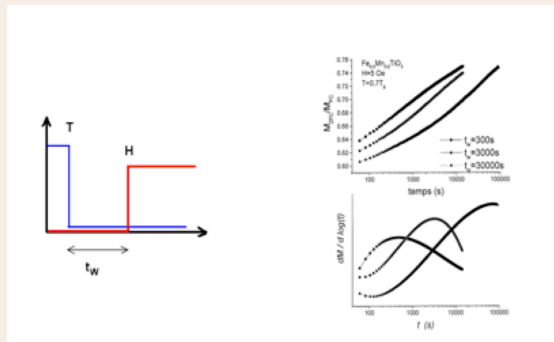 T
H
t_w
Fe₀.₅Mn₀.₅TiO₃
H=5 Oe
T=0.7T_g
M_ZFC/M_FC
0.76
0.74
0.72
0.70
0.68
0.66
0.64
0.62
0.60
t_w=300s
t_w=3000s
t_w=30000s
100
1000
10000
100000
temps (s)
dM / d log(t)
100
1000
10000
100000
t (s)